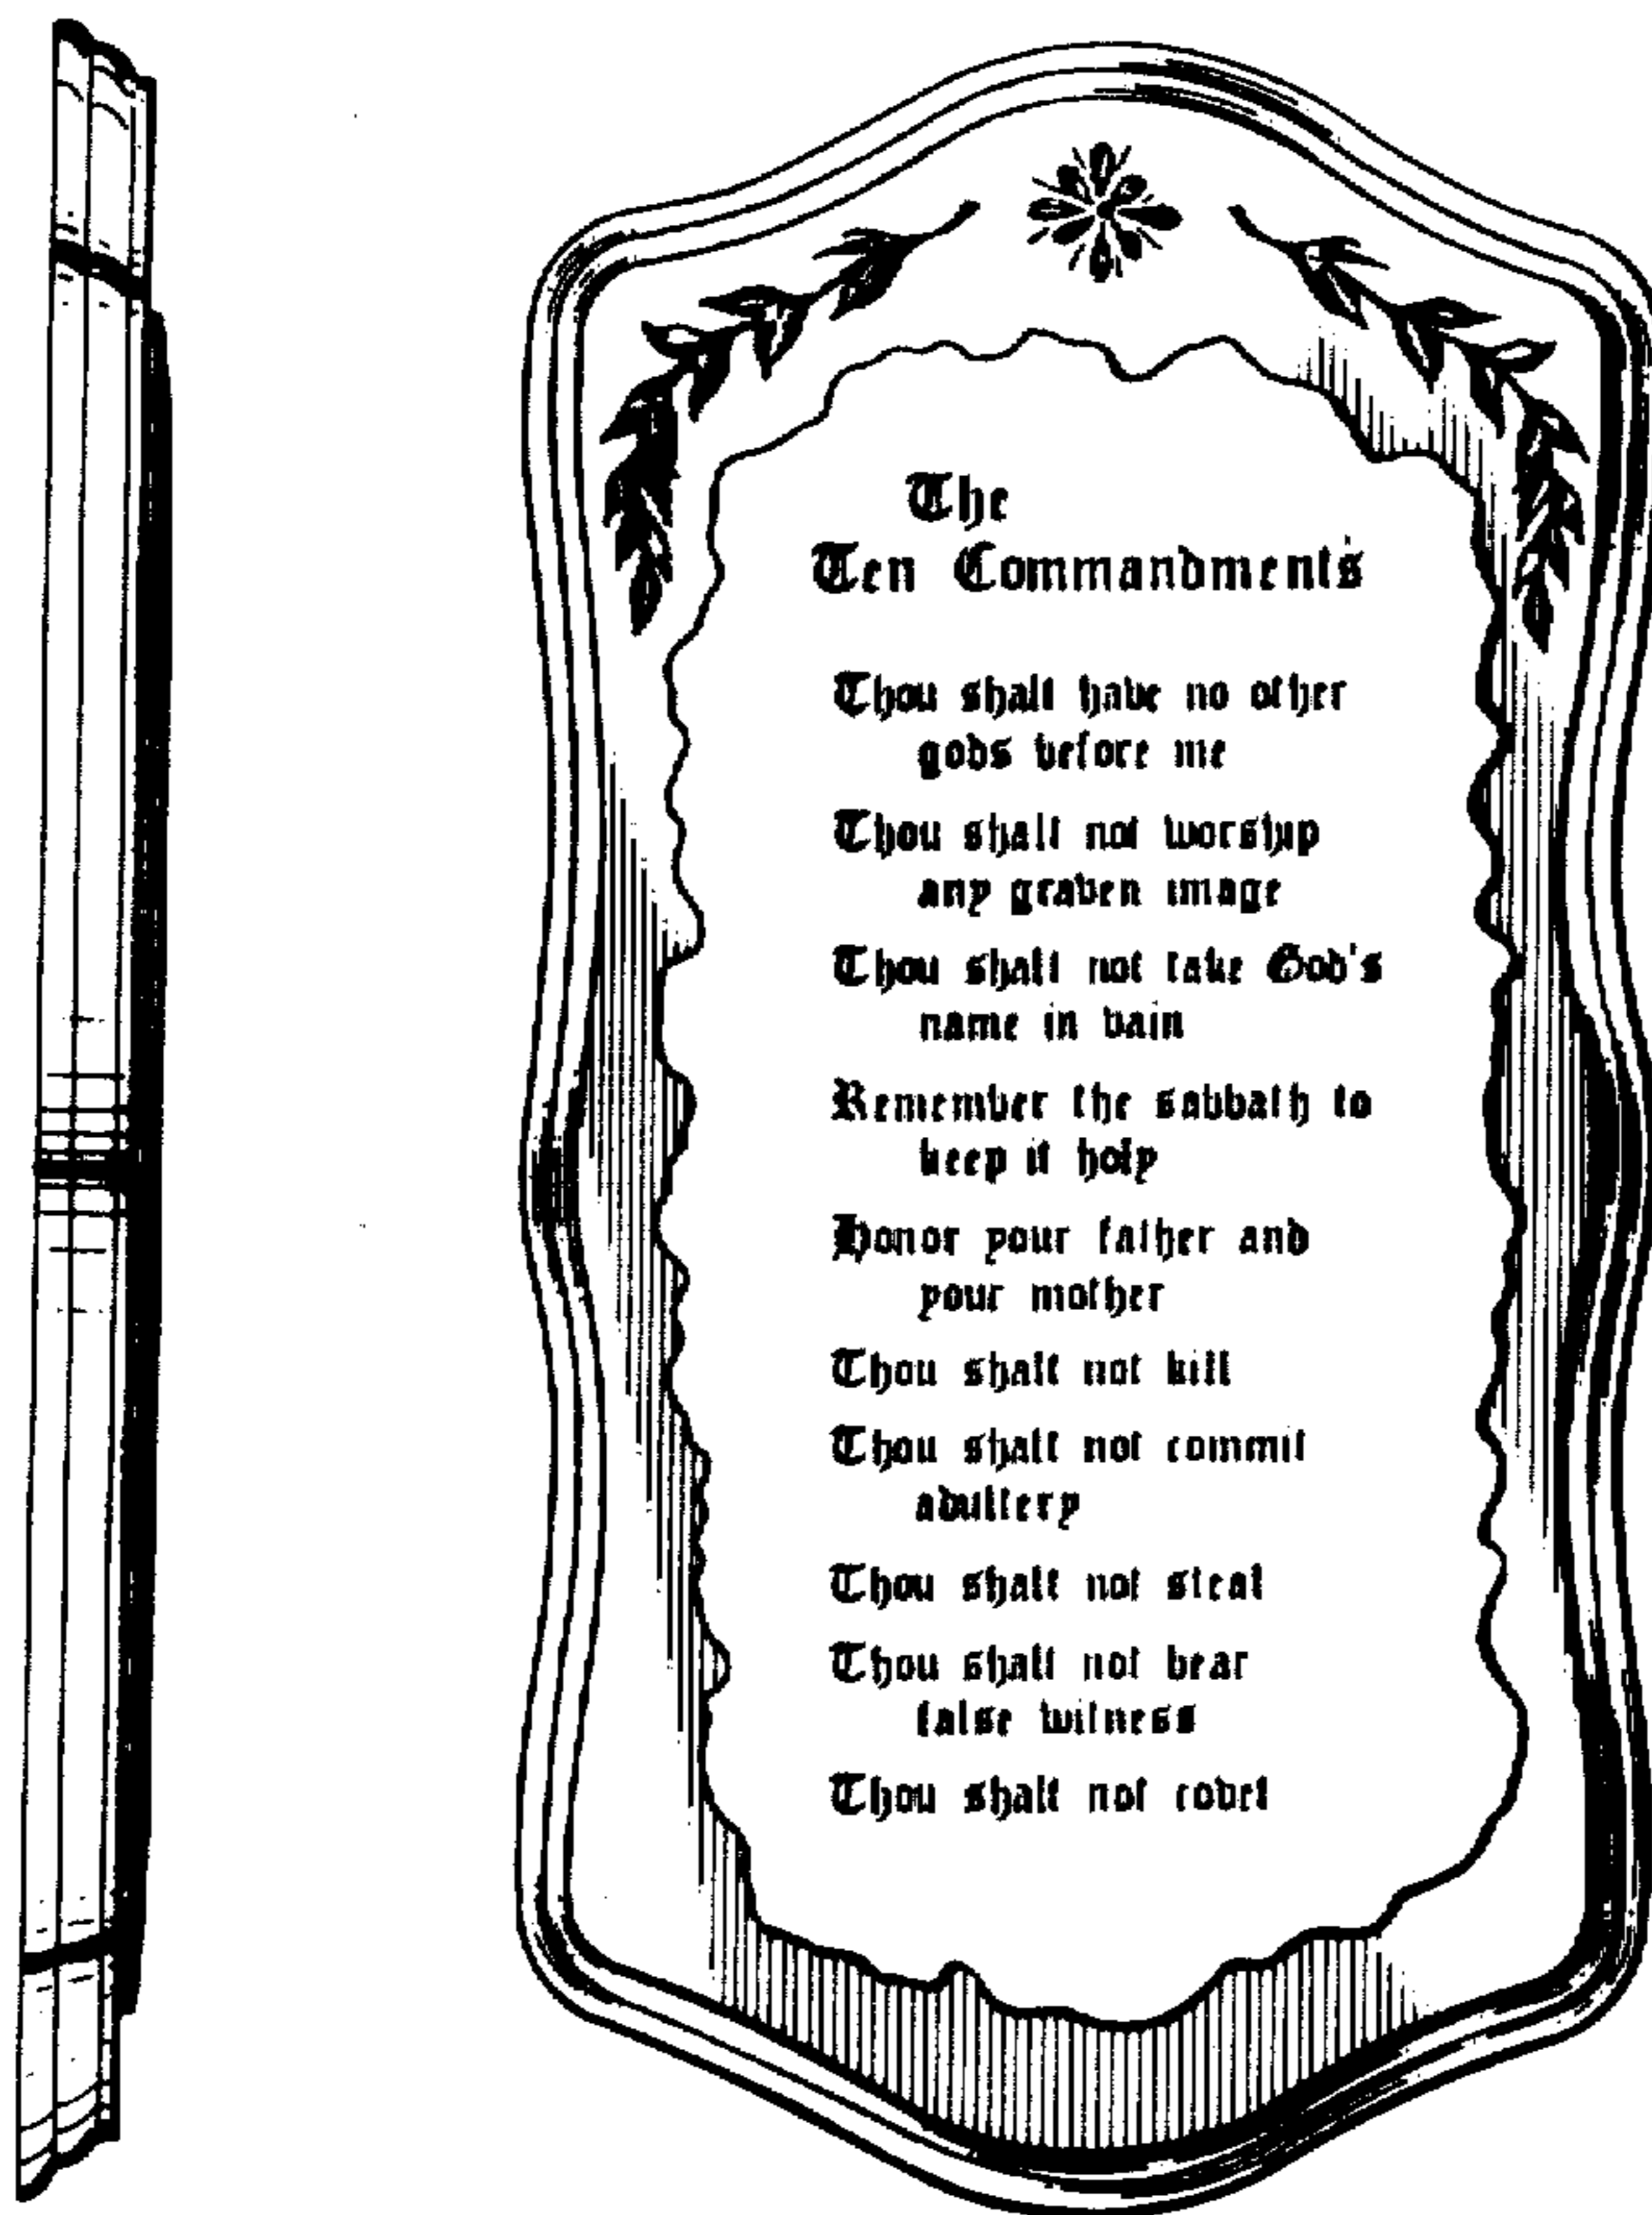 The
Ten Commandments
Thou shalt have no other
gods before me
Thou shalt not worship
any graven image
Thou shalt not take God's
name in vain
Remember the sabbath to
keep it holy
Honor your father and
your mother
Thou shalt not kill
Thou shalt not commit
adultery
Thou shalt not steal
Thou shalt not bear
false witness
Thou shalt not covet